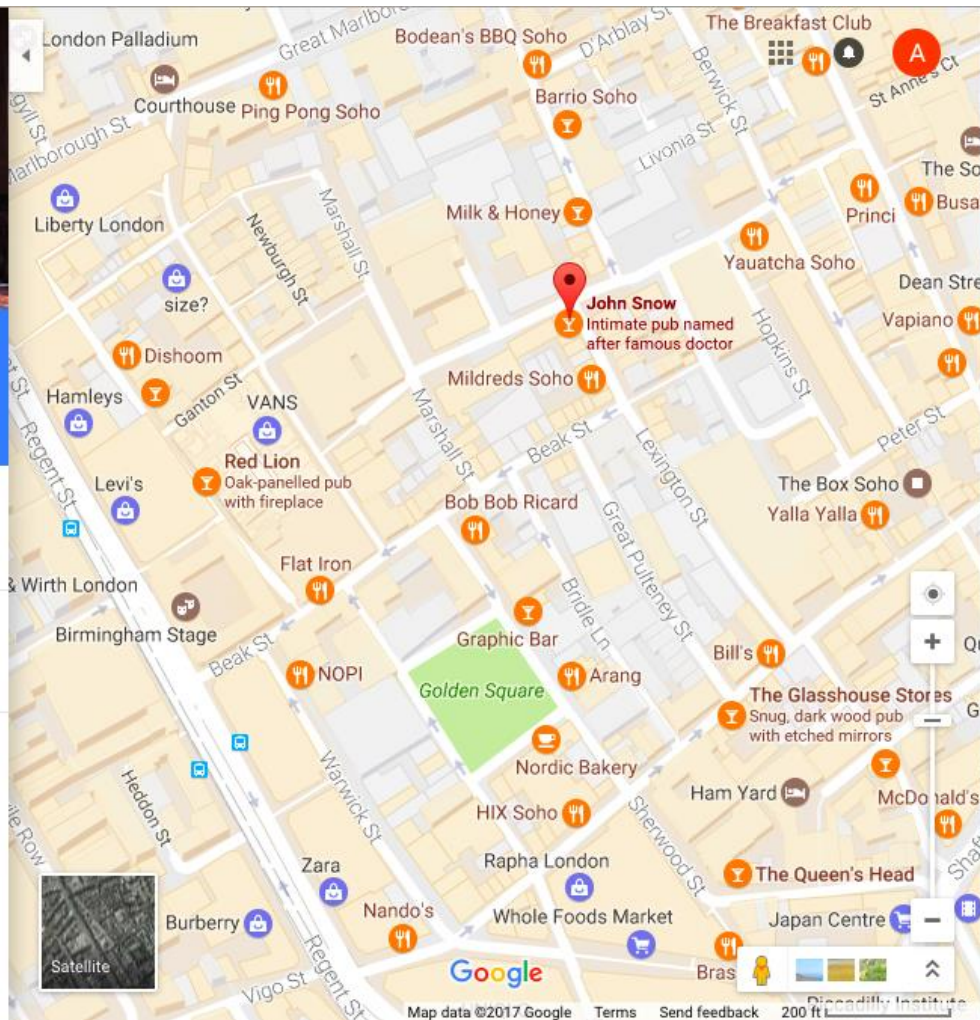 London Palladium
Great Marlborough
Bodean's BBQ Soho
D'Arblay St
The Breakfast Club
A
Berwick St
St Anne's Ct
Courthouse
Ping Pong Soho
Barrio Soho
gyll St
Marlborough St
Livonia St
The So
Liberty London
Newburgh St
Marshall St
Milk & Honey
Princi
Busa
Yauatcha Soho
size?
John Snow
Intimate pub named
after famous doctor
Dean Stre
Vapiano
Hopkins St
Dishoom
Mildreds Soho
Hamleys
Ganton St
VANS
Marshall St
Beak St
Lexington St
Peter St
Regent St
Red Lion
Oak-panelled pub
with fireplace
Levi's
The Box Soho
Yalla Yalla
Bob Bob Ricard
Great Pulteney St
Flat Iron
& Wirth London
Bridle Ln
Birmingham Stage
Beak St
Graphic Bar
Bill's
NOPI
Golden Square
Arang
The Glasshouse Stores
Snug, dark wood pub
with etched mirrors
Nordic Bakery
Heddon St
Warwick St
Ham Yard
McDonald's
HIX Soho
Sherwood St
ile Row
Zara
Rapha London
The Queen's Head
Shaft
Burberry
Nando's
Whole Foods Market
Japan Centre
Satellite
Regent St
Google
Bras
Vigo St
Piccadilly Institute
Map data ©2017 Google Terms Send feedback 200 ft